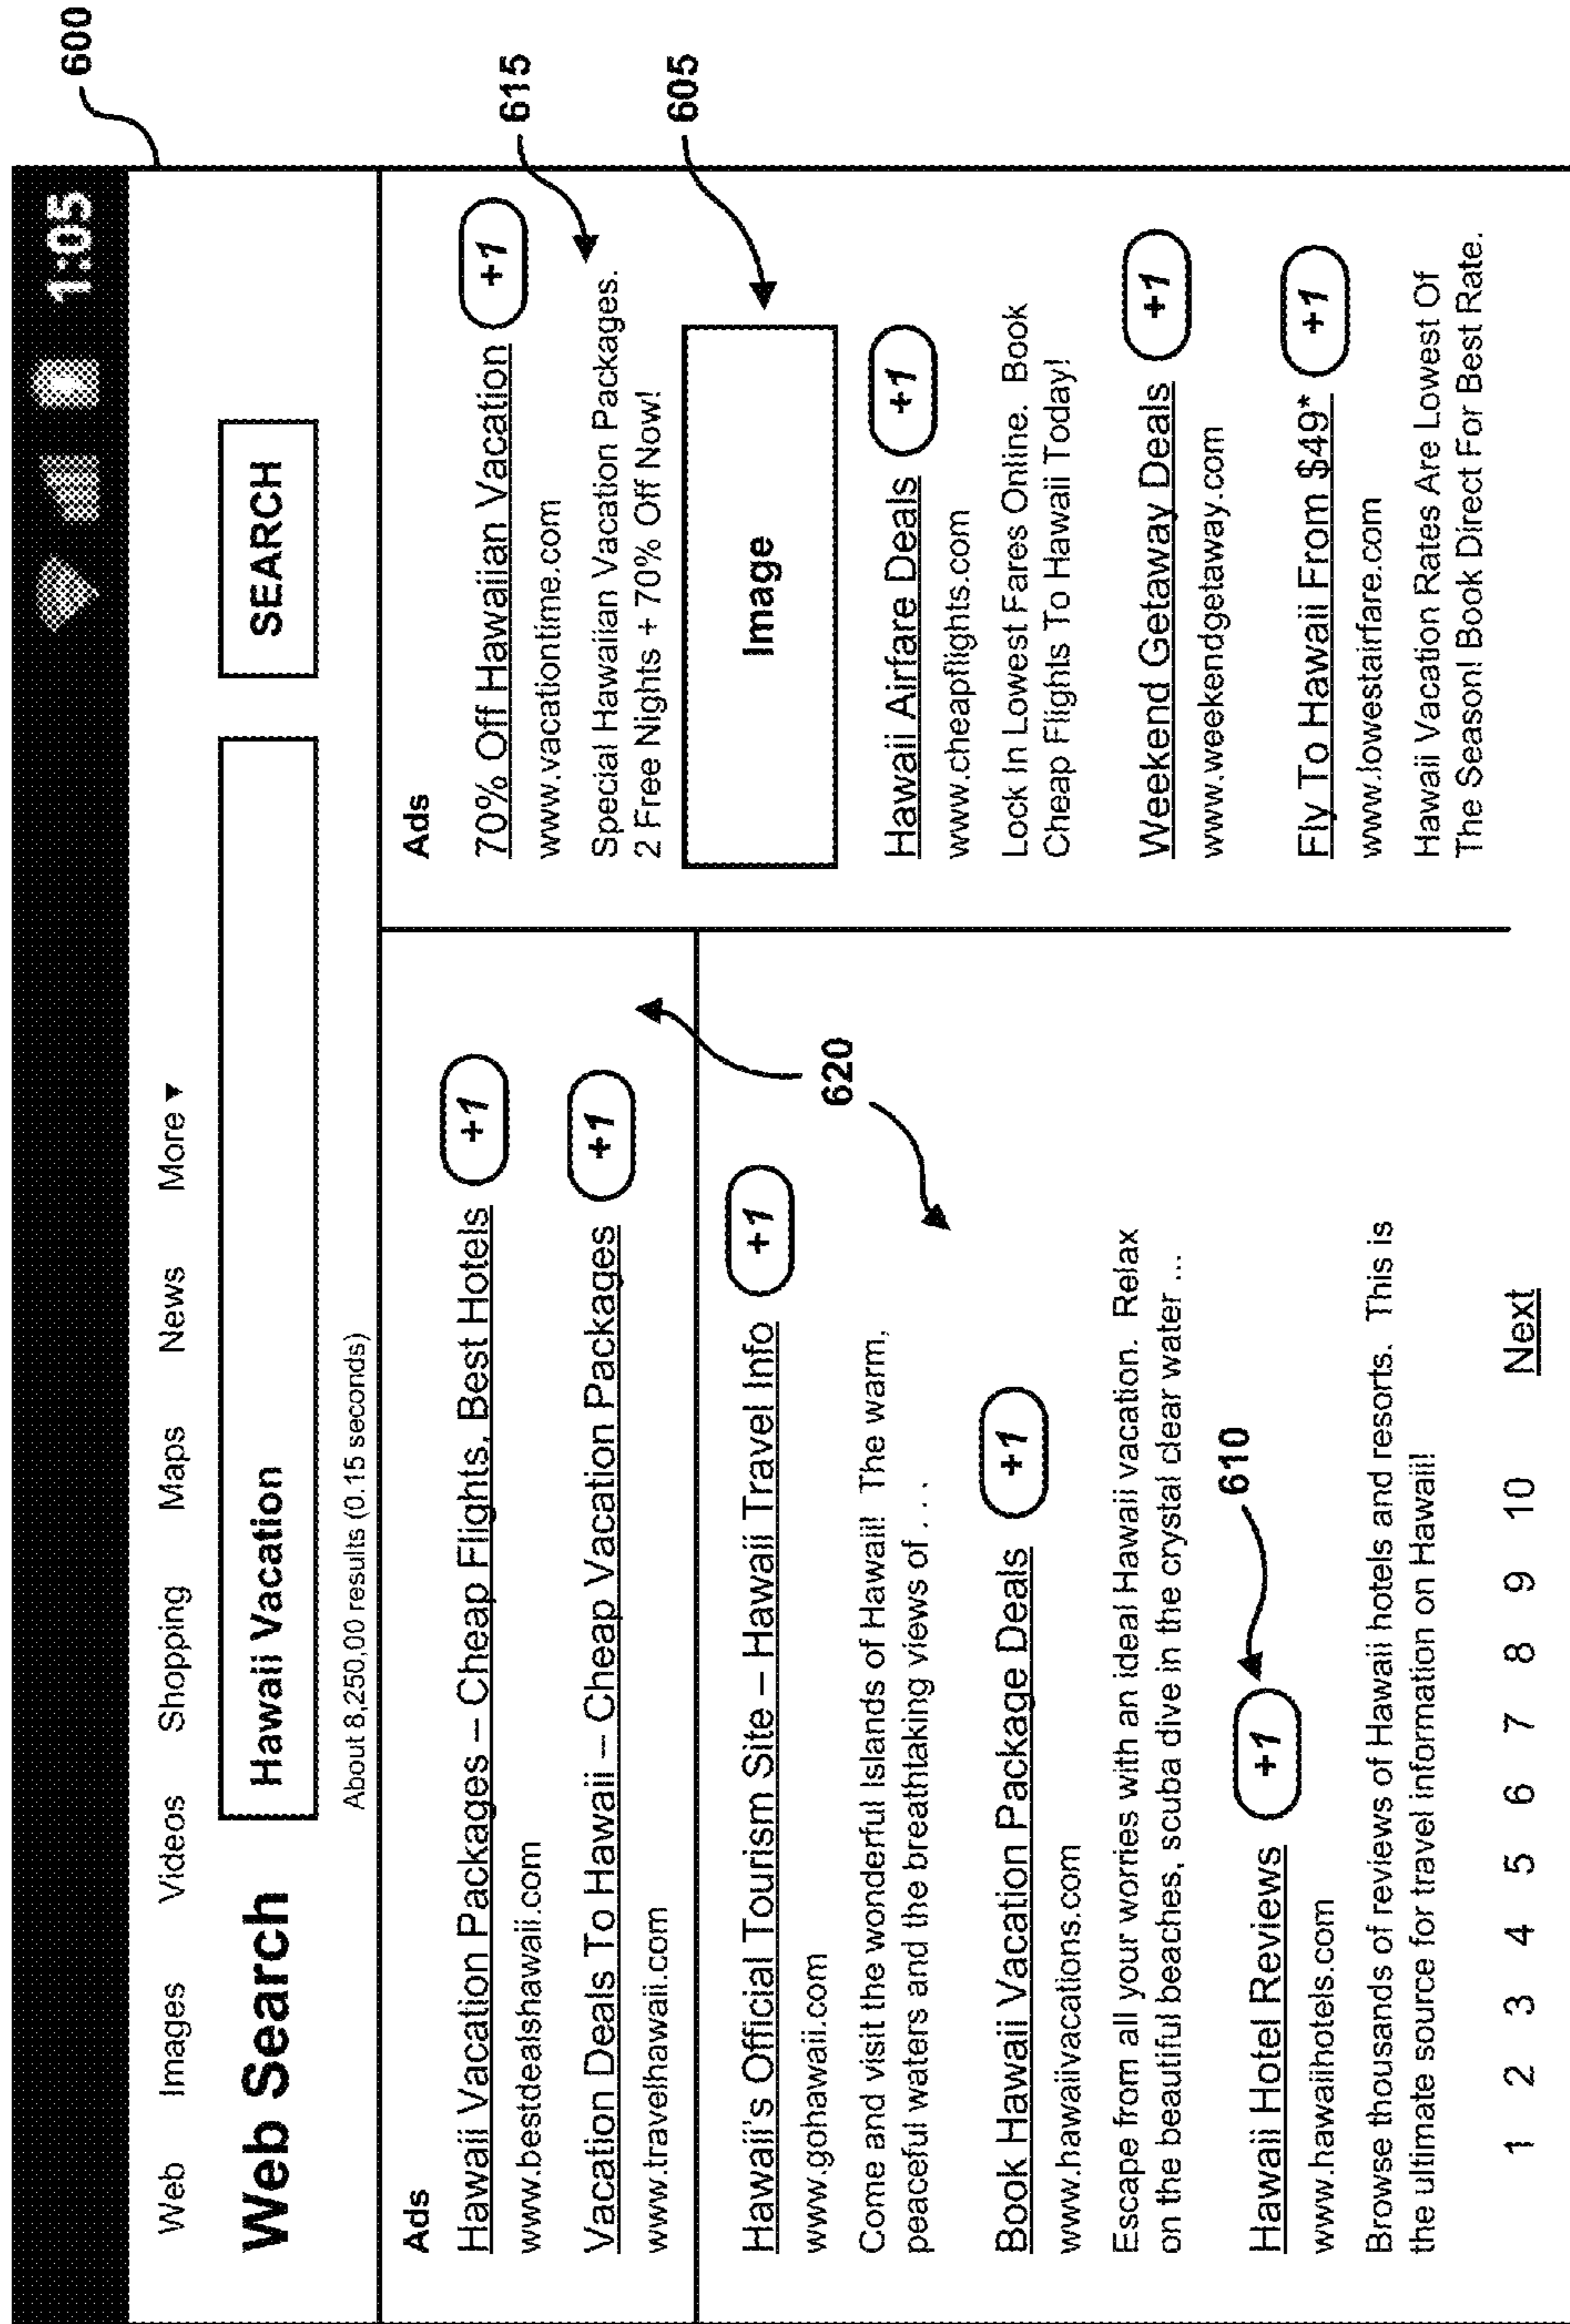 600
1:05
Web Images Videos Shopping Maps News More ▾
Web Search
Hawaii Vacation
SEARCH
About 8,250,00 results (0.15 seconds)
Ads
Hawaii Vacation Packages – Cheap Flights, Best Hotels +1
www.bestdealshawaii.com
Vacation Deals To Hawaii – Cheap Vacation Packages +1
www.travelhawaii.com
620
Hawaii's Official Tourism Site – Hawaii Travel Info +1
www.gohawaii.com
Come and visit the wonderful Islands of Hawaii! The warm,
peaceful waters and the breathtaking views of . . .
Book Hawaii Vacation Package Deals +1
www.hawaiivacations.com
Escape from all your worries with an ideal Hawaii vacation. Relax
on the beautiful beaches, scuba dive in the crystal clear water ...
610
Hawaii Hotel Reviews +1
www.hawaiihotels.com
Browse thousands of reviews of Hawaii hotels and resorts. This is
the ultimate source for travel information on Hawaii!
1 2 3 4 5 6 7 8 9 10 Next
Ads
70% Off Hawaiian Vacation +1
615
www.vacationtime.com
Special Hawaiian Vacation Packages.
2 Free Nights + 70% Off Now!
605
Image
Hawaii Airfare Deals +1
www.cheapflights.com
Lock In Lowest Fares Online. Book
Cheap Flights To Hawaii Today!
Weekend Getaway Deals +1
www.weekendgetaway.com
Fly To Hawaii From $49* +1
www.lowestairfare.com
Hawaii Vacation Rates Are Lowest Of
The Season! Book Direct For Best Rate.